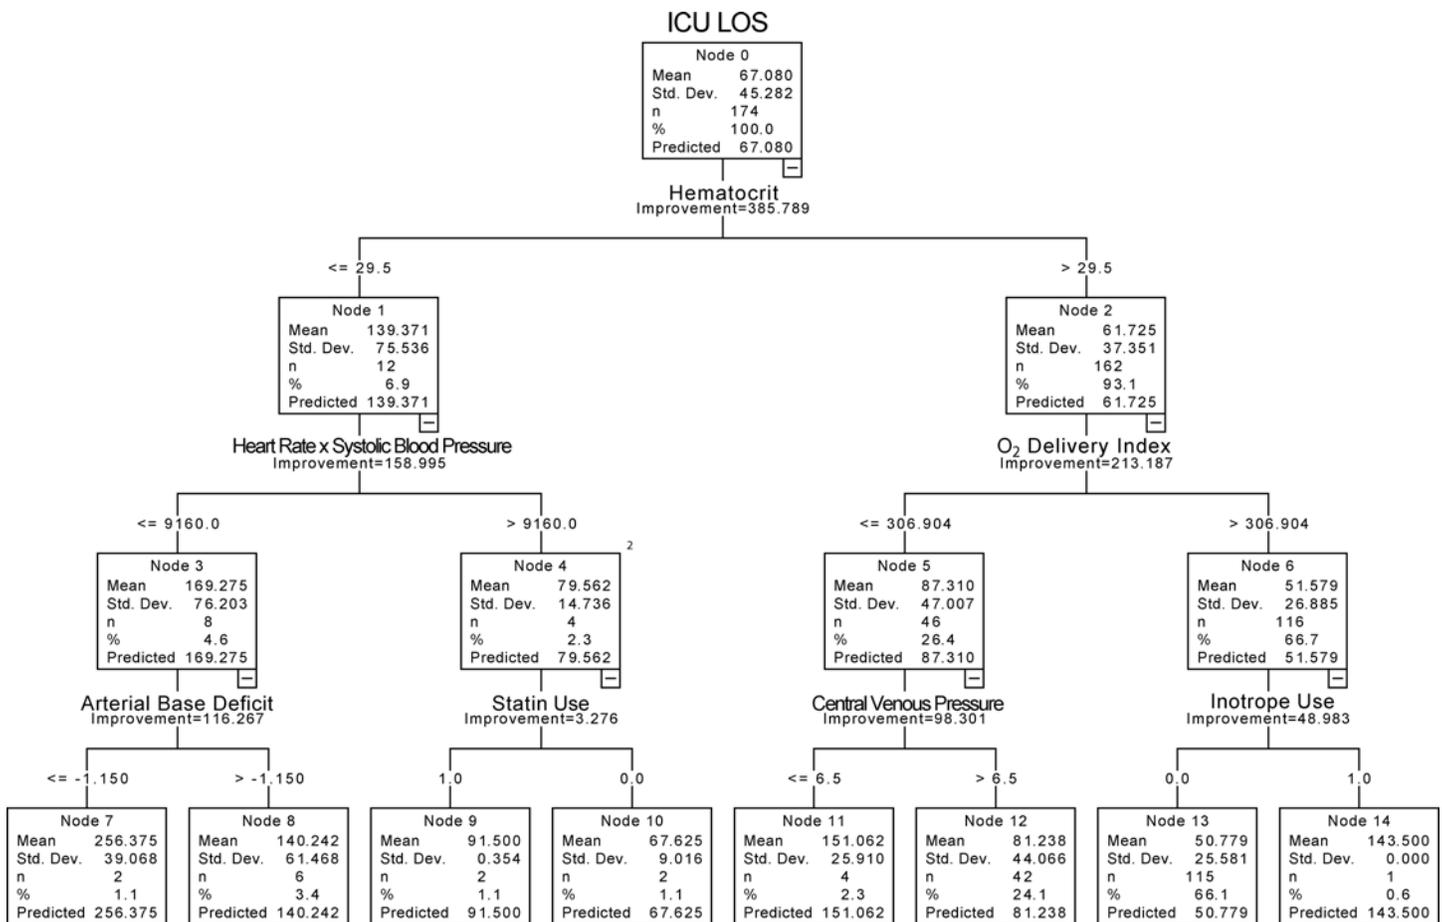 ICU LOS
Node 0
Mean 67.080
Std. Dev. 45.282
n 174
% 100.0
Predicted 67.080
Hematocrit
Improvement=385.789
<= 29.5
> 29.5
Node 1
Mean 139.371
Std. Dev. 75.536
n 12
% 6.9
Predicted 139.371
Node 2
Mean 61.725
Std. Dev. 37.351
n 162
% 93.1
Predicted 61.725
Heart Rate x Systolic Blood Pressure
Improvement=158.995
O₂ Delivery Index
Improvement=213.187
<= 9160.0
> 9160.0
<= 306.904
> 306.904
2
Node 3
Mean 169.275
Std. Dev. 76.203
n 8
% 4.6
Predicted 169.275
Node 4
Mean 79.562
Std. Dev. 14.736
n 4
% 2.3
Predicted 79.562
Node 5
Mean 87.310
Std. Dev. 47.007
n 46
% 26.4
Predicted 87.310
Node 6
Mean 51.579
Std. Dev. 26.885
n 116
% 66.7
Predicted 51.579
Arterial Base Deficit
Improvement=116.267
Statin Use
Improvement=3.276
Central Venous Pressure
Improvement=98.301
Inotrope Use
Improvement=48.983
<= -1.150
> -1.150
1.0
0.0
<= 6.5
> 6.5
0.0
1.0
Node 7
Mean 256.375
Std. Dev. 39.068
n 2
% 1.1
Predicted 256.375
Node 8
Mean 140.242
Std. Dev. 61.468
n 6
% 3.4
Predicted 140.242
Node 9
Mean 91.500
Std. Dev. 0.354
n 2
% 1.1
Predicted 91.500
Node 10
Mean 67.625
Std. Dev. 9.016
n 2
% 1.1
Predicted 67.625
Node 11
Mean 151.062
Std. Dev. 25.910
n 4
% 2.3
Predicted 151.062
Node 12
Mean 81.238
Std. Dev. 44.066
n 42
% 24.1
Predicted 81.238
Node 13
Mean 50.779
Std. Dev. 25.581
n 115
% 66.1
Predicted 50.779
Node 14
Mean 143.500
Std. Dev. 0.000
n 1
% 0.6
Predicted 143.500